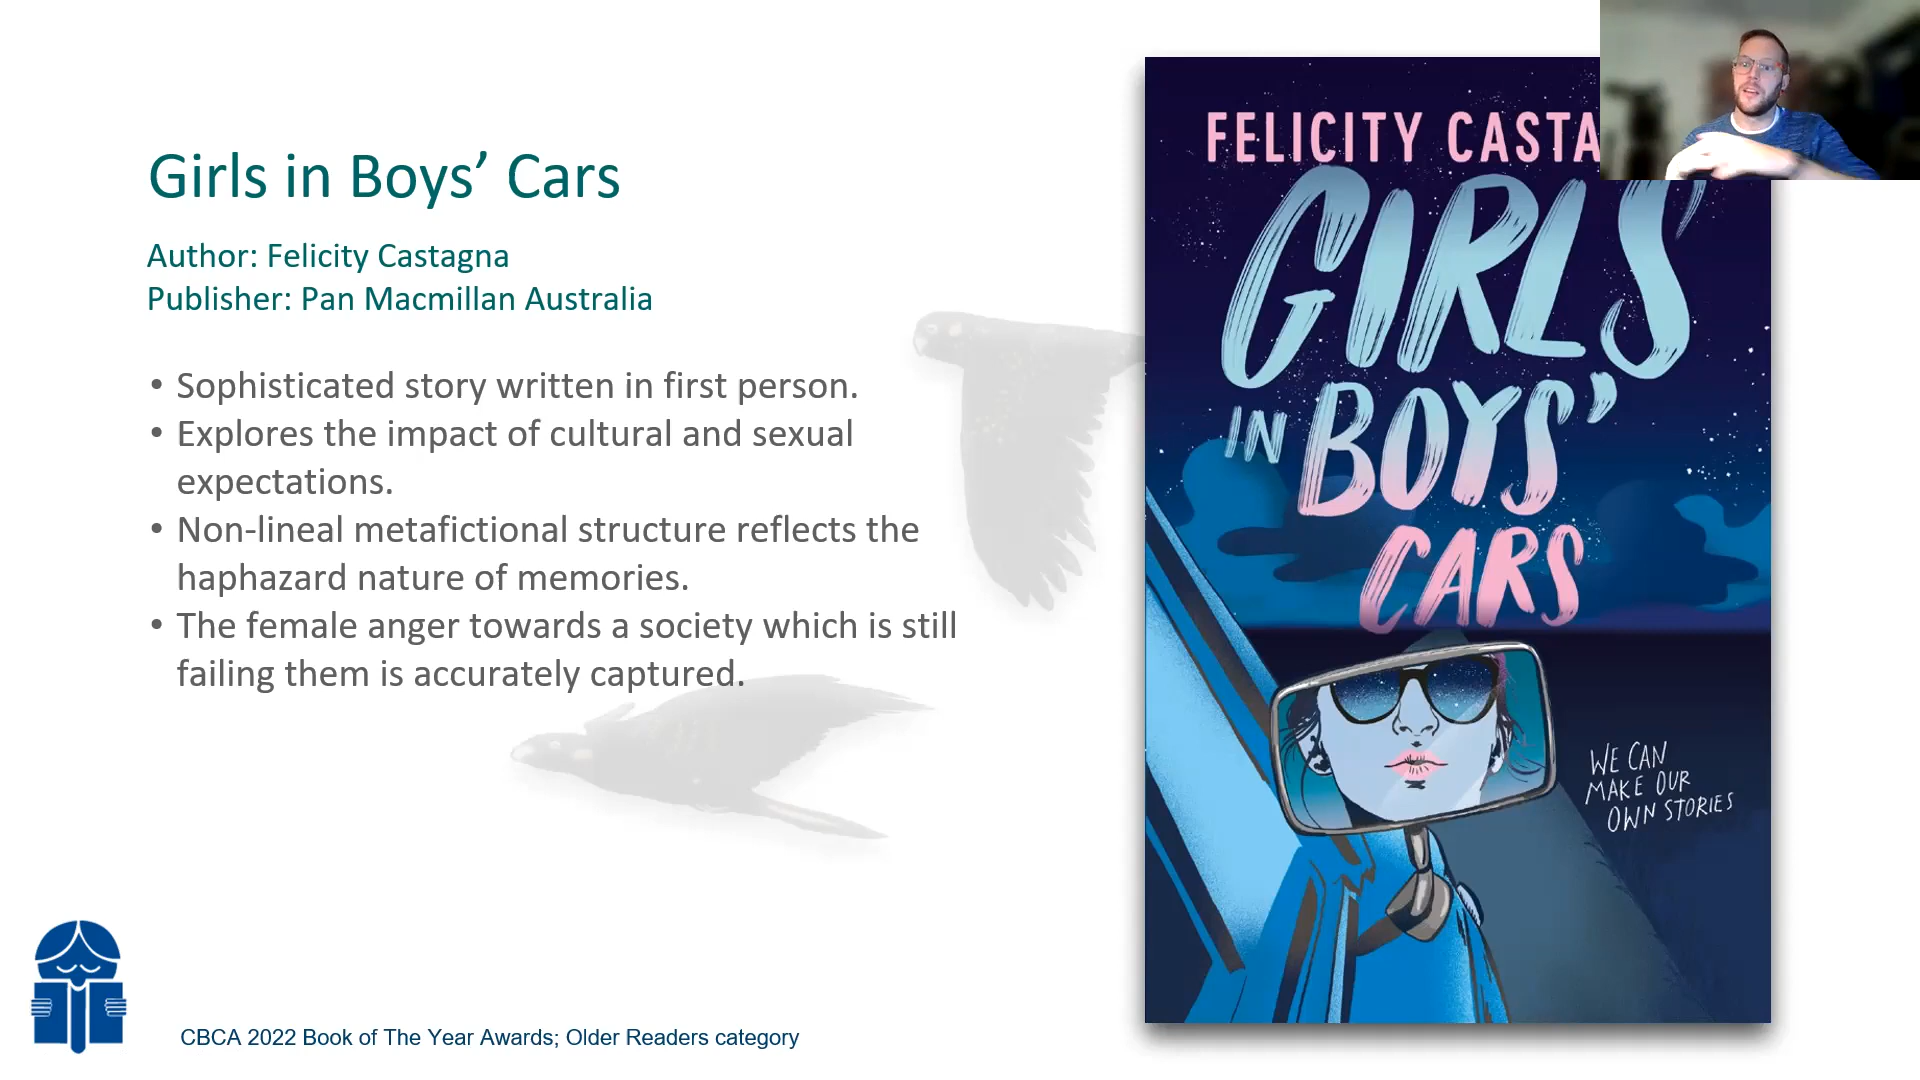 Girls in Boys’ Cars
Author: Felicity Castagna
Publisher: Pan Macmillan Australia
• Sophisticated story written in first person.
• Explores the impact of cultural and sexual
expectations.
• Non-lineal metafictional structure reflects the
haphazard nature of memories.
• The female anger towards a society which is still
failing them is accurately captured.
CBCA 2022 Book of The Year Awards; Older Readers category
FELICITY CASTA
GIRLS’
IN BOYS’
CARS
WE CAN
MAKE OUR
OWN STORIES